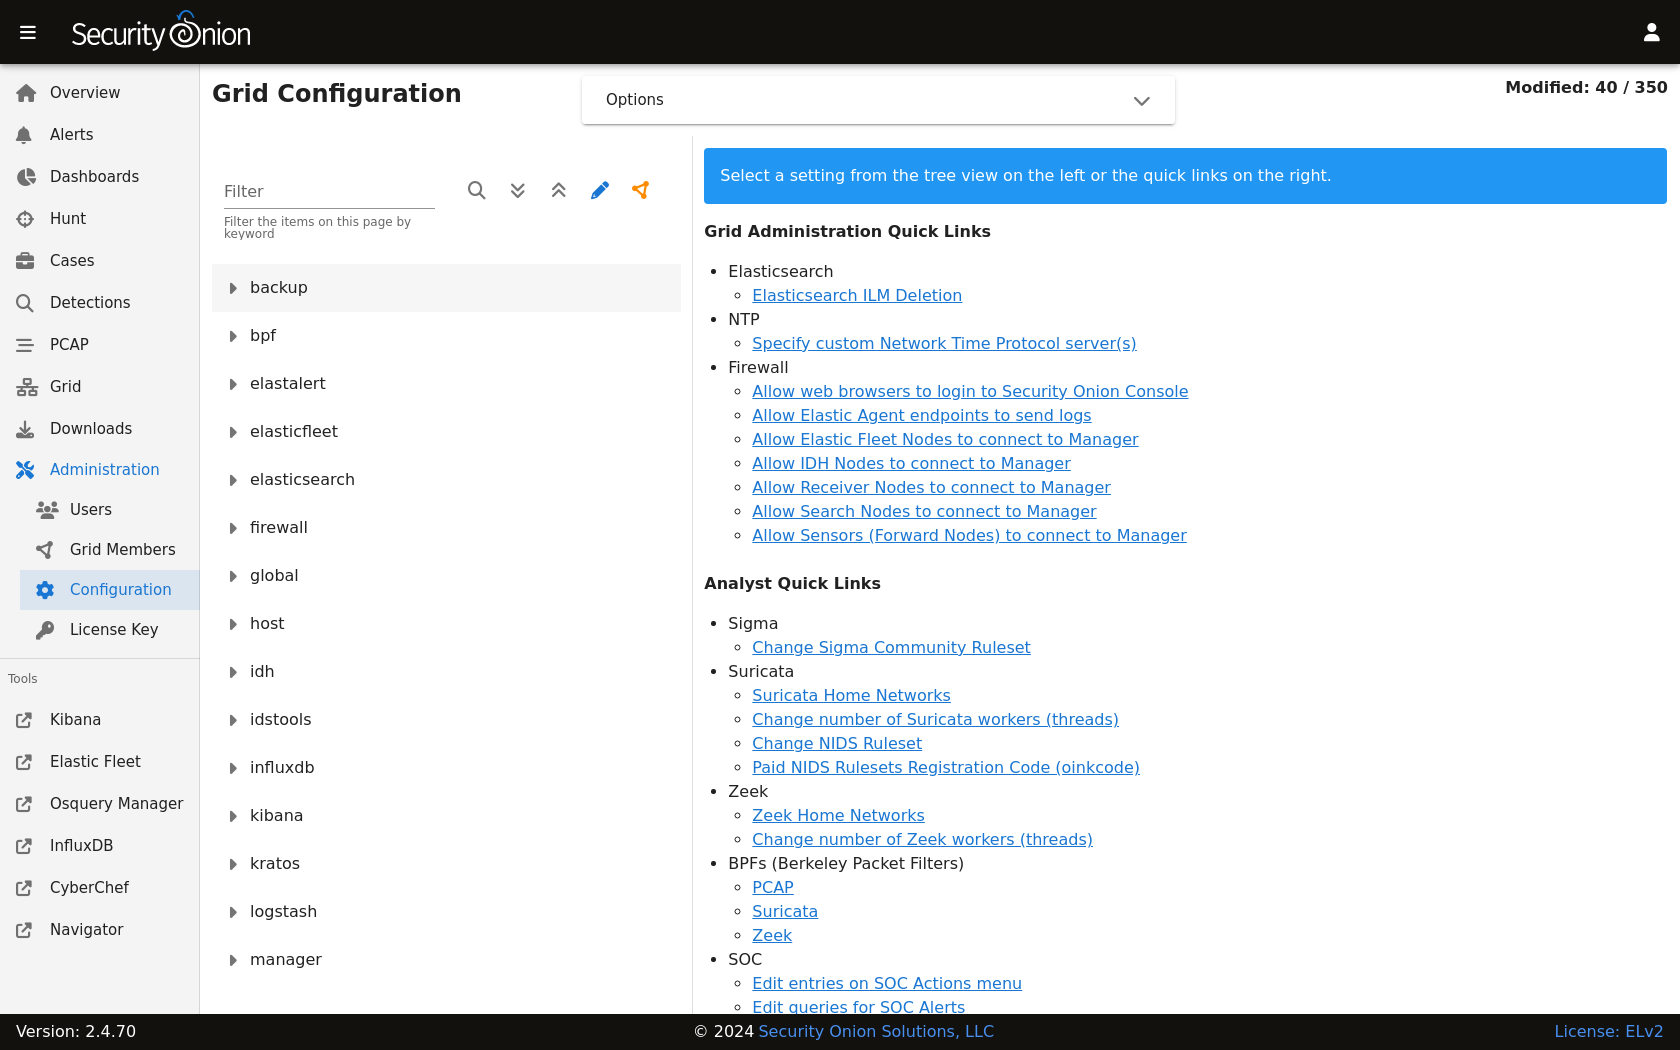 Security Onion
Overview
Alerts
Dashboards
Hunt
Cases
Detections
PCAP
Grid
Downloads
Administration
Users
Grid Members
Configuration
License Key
Tools
Kibana
Elastic Fleet
Osquery Manager
InfluxDB
CyberChef
Navigator
Grid Configuration
Options
Modified: 40 / 350
Filter
Filter the items on this page by
keyword
backup
bpf
elastalert
elasticfleet
elasticsearch
firewall
global
host
idh
idstools
influxdb
kibana
kratos
logstash
manager
Select a setting from the tree view on the left or the quick links on the right.
Grid Administration Quick Links
Elasticsearch
Elasticsearch ILM Deletion
NTP
Specify custom Network Time Protocol server(s)
Firewall
Allow web browsers to login to Security Onion Console
Allow Elastic Agent endpoints to send logs
Allow Elastic Fleet Nodes to connect to Manager
Allow IDH Nodes to connect to Manager
Allow Receiver Nodes to connect to Manager
Allow Search Nodes to connect to Manager
Allow Sensors (Forward Nodes) to connect to Manager
Analyst Quick Links
Sigma
Change Sigma Community Ruleset
Suricata
Suricata Home Networks
Change number of Suricata workers (threads)
Change NIDS Ruleset
Paid NIDS Rulesets Registration Code (oinkcode)
Zeek
Zeek Home Networks
Change number of Zeek workers (threads)
BPFs (Berkeley Packet Filters)
PCAP
Suricata
Zeek
SOC
Edit entries on SOC Actions menu
Edit queries for SOC Alerts
Version: 2.4.70
© 2024 Security Onion Solutions, LLC
License: ELv2